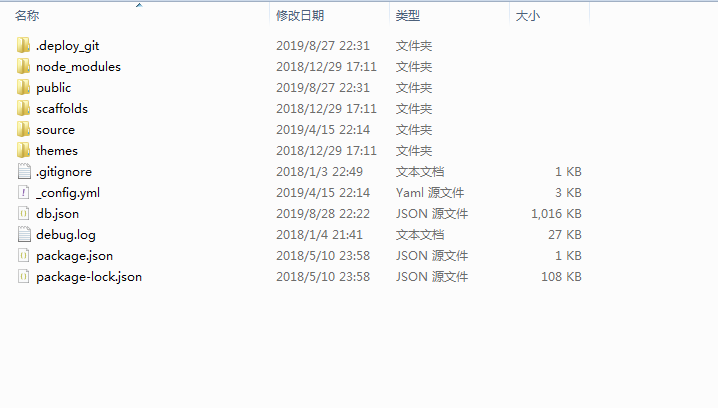 名称 修改日期 类型 大小
.deploy_git 2019/8/27 22:31 文件夹
node_modules 2018/12/29 17:11 文件夹
public 2019/8/27 22:31 文件夹
scaffolds 2018/12/29 17:11 文件夹
source 2019/4/15 22:14 文件夹
themes 2018/12/29 17:11 文件夹
.gitignore 2018/1/3 22:49 文本文档 1 KB
_config.yml 2019/4/15 22:14 Yaml 源文件 3 KB
db.json 2019/8/28 22:22 JSON 源文件 1,016 KB
debug.log 2018/1/4 21:41 文本文档 27 KB
package.json 2018/5/10 23:58 JSON 源文件 1 KB
package-lock.json 2018/5/10 23:58 JSON 源文件 108 KB